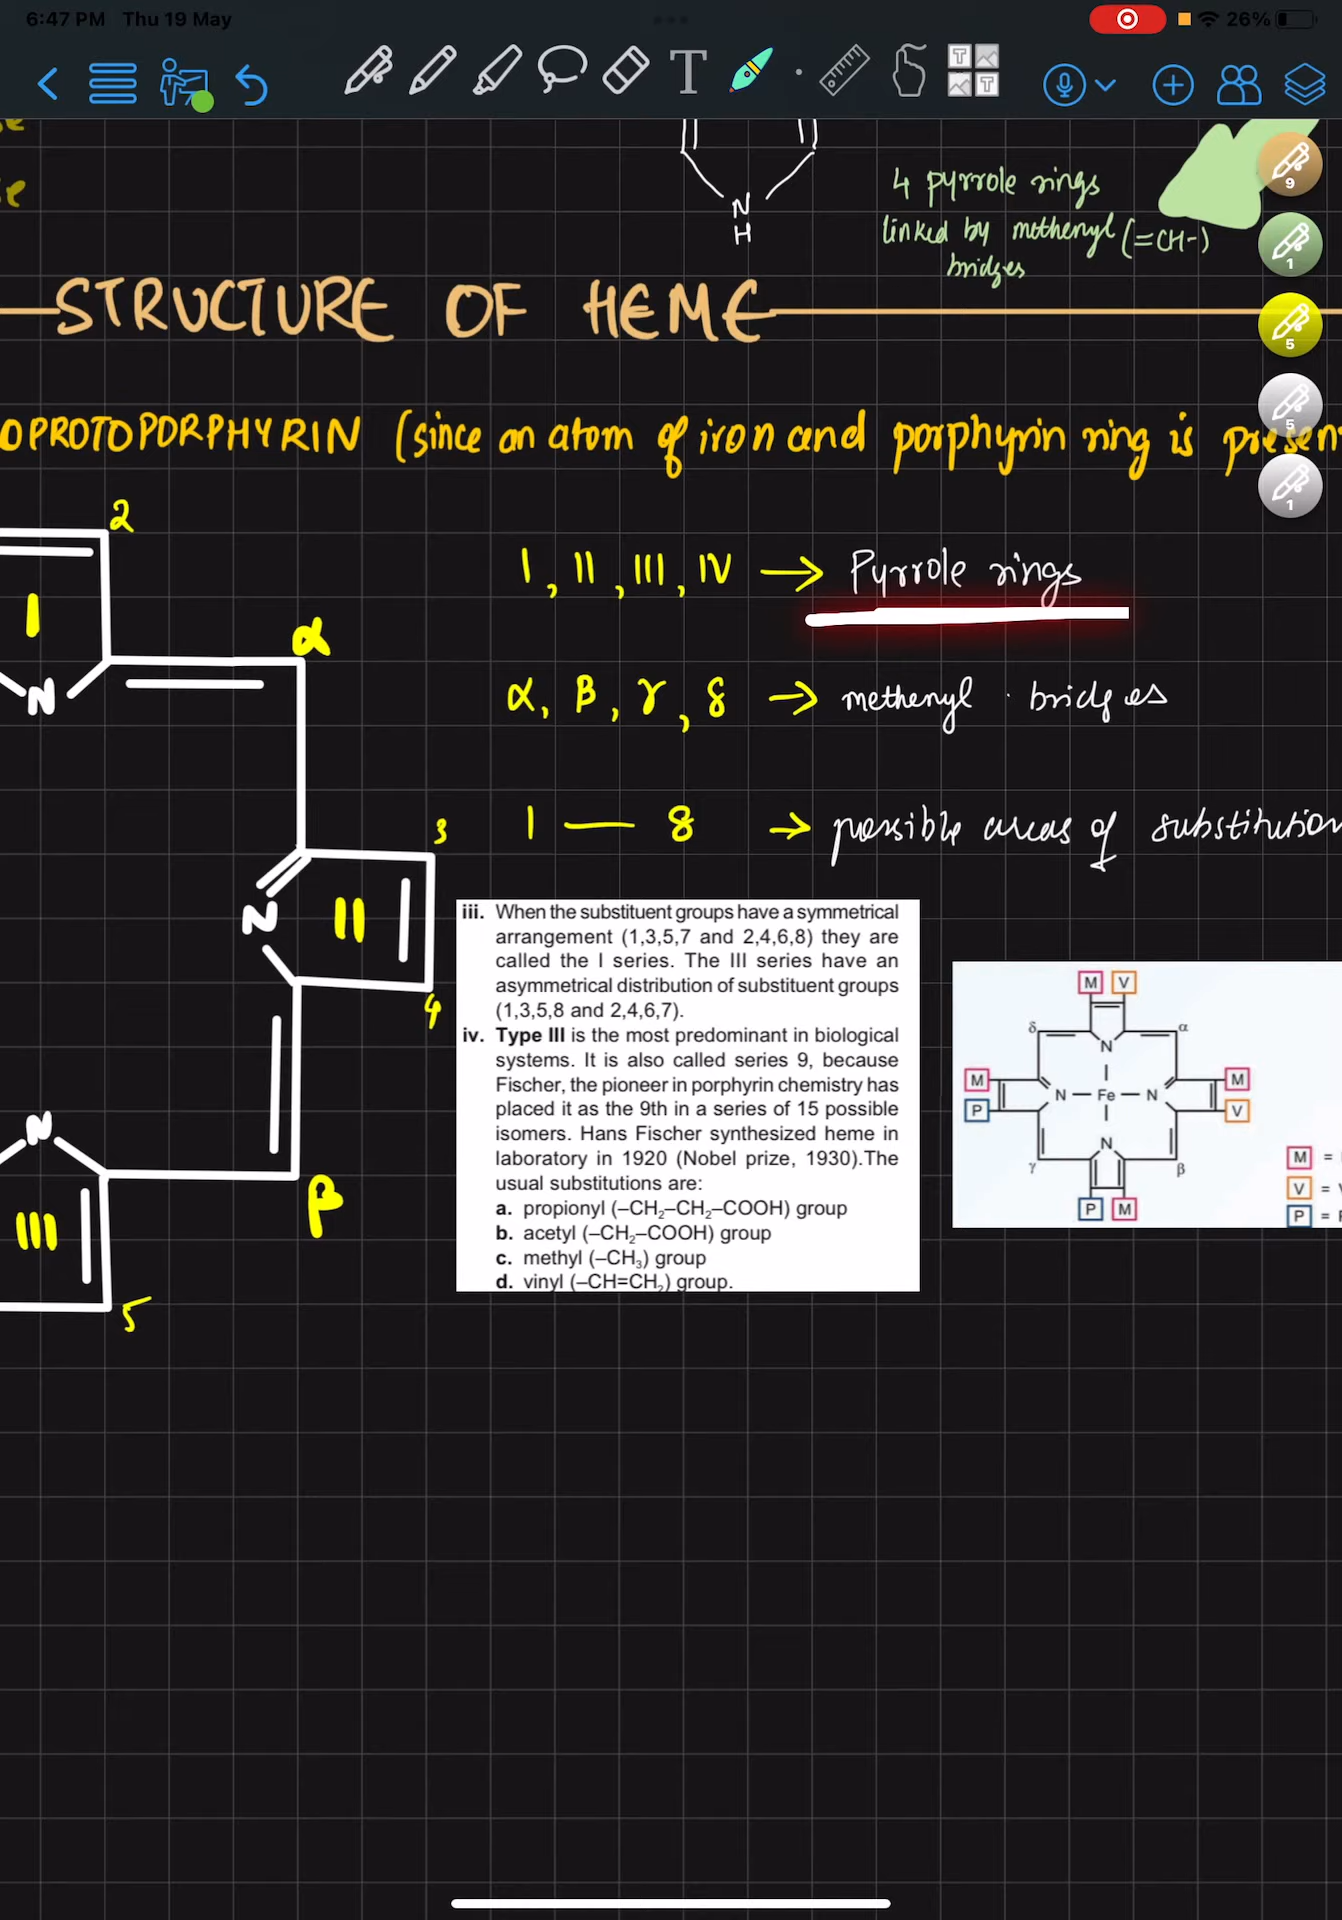 6:47 PM Thu 19 May
26%
T
T
T
9
1
5
5
1
N
H
4 pyrrole rings
linked by methenyl (=CH-)
bridges
STRUCTURE OF HEME
OPROTOPORPHYRIN (since an atom of iron and porphyrin ring is presen
2
I
α
N
I, II, III, IV → Pyrrole rings
α, β, γ, δ → methenyl bridges
1 — 8 → possible areas of substitution
3
N
II
4
N
β
III
5
iii. When the substituent groups have a symmetrical
arrangement (1,3,5,7 and 2,4,6,8) they are
called the I series. The III series have an
asymmetrical distribution of substituent groups
(1,3,5,8 and 2,4,6,7).
iv. Type III is the most predominant in biological
systems. It is also called series 9, because
Fischer, the pioneer in porphyrin chemistry has
placed it as the 9th in a series of 15 possible
isomers. Hans Fischer synthesized heme in
laboratory in 1920 (Nobel prize, 1930).The
usual substitutions are:
a. propionyl (–CH₂–CH₂–COOH) group
b. acetyl (–CH₂–COOH) group
c. methyl (–CH₃) group
d. vinyl (–CH=CH₂) group.
M V
δ α
N
M M
N — Fe — N
P V
N
γ β
P M
M =
V =
P =